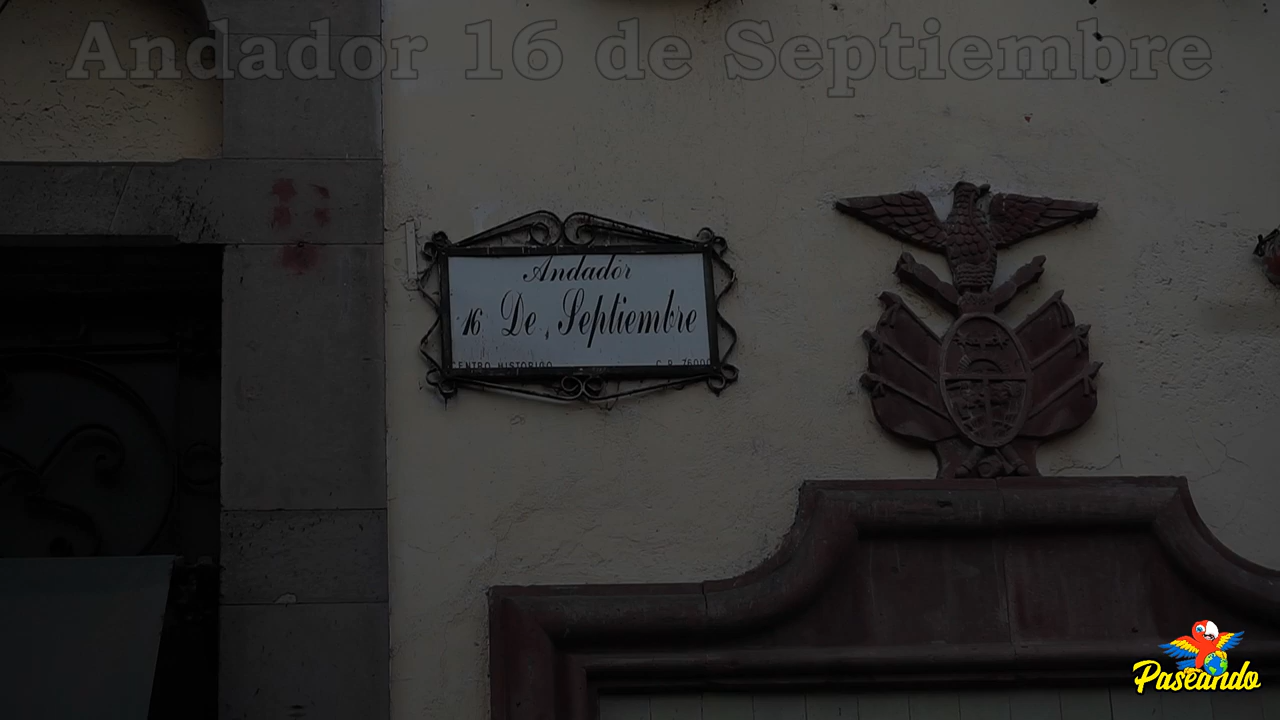 Andador 16 de Septiembre
Andador
16 De Septiembre
CENTRO HISTORICO C.P. 76000
Paseando